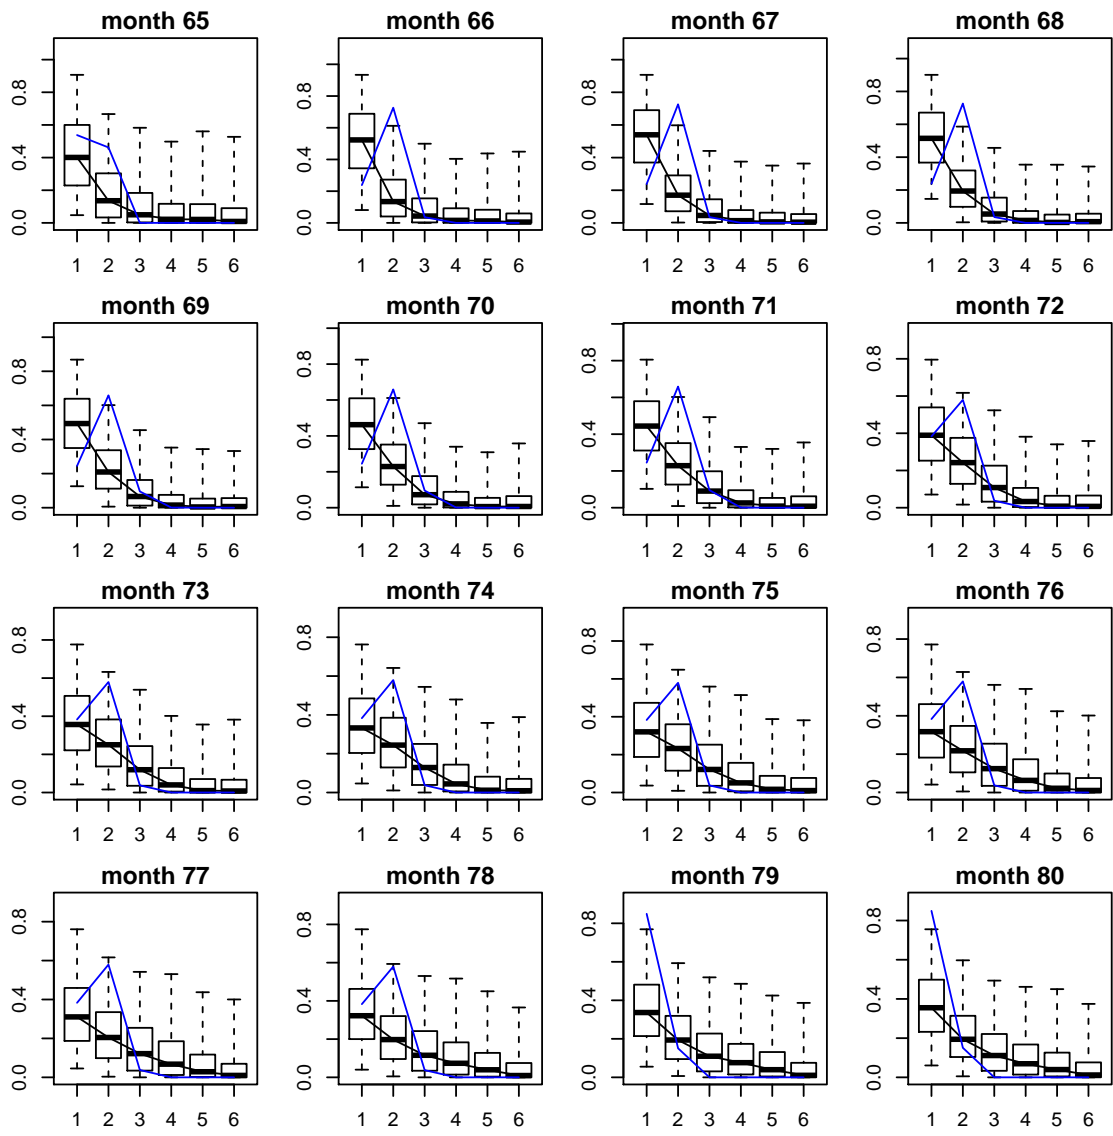 month 65 month 66 month 67 month 68
0.0 0.4 0.8 0.0 0.4 0.8 0.0 0.4 0.8 0.0 0.4 0.8
1 2 3 4 5 6 1 2 3 4 5 6 1 2 3 4 5 6 1 2 3 4 5 6
month 69 month 70 month 71 month 72
0.0 0.4 0.8 0.0 0.4 0.8 0.0 0.4 0.8 0.0 0.4 0.8
1 2 3 4 5 6 1 2 3 4 5 6 1 2 3 4 5 6 1 2 3 4 5 6
month 73 month 74 month 75 month 76
0.0 0.4 0.8 0.0 0.4 0.8 0.0 0.4 0.8 0.0 0.4 0.8
1 2 3 4 5 6 1 2 3 4 5 6 1 2 3 4 5 6 1 2 3 4 5 6
month 77 month 78 month 79 month 80
0.0 0.4 0.8 0.0 0.4 0.8 0.0 0.4 0.8 0.0 0.4 0.8
1 2 3 4 5 6 1 2 3 4 5 6 1 2 3 4 5 6 1 2 3 4 5 6